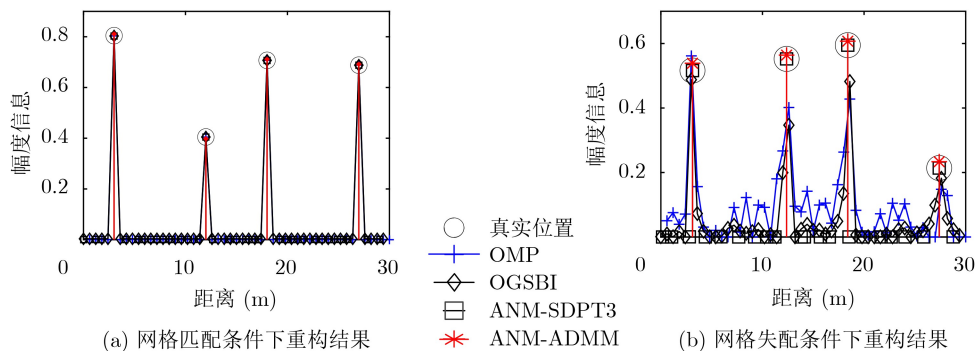 0.8
0.6
0.4
0.2
幅度信息
0
10
20
30
距离 (m)
(a) 网格匹配条件下重构结果
真实位置
OMP
OGSBI
ANM-SDPT3
ANM-ADMM
0.6
0.4
0.2
幅度信息
0
10
20
30
距离 (m)
(b) 网格失配条件下重构结果